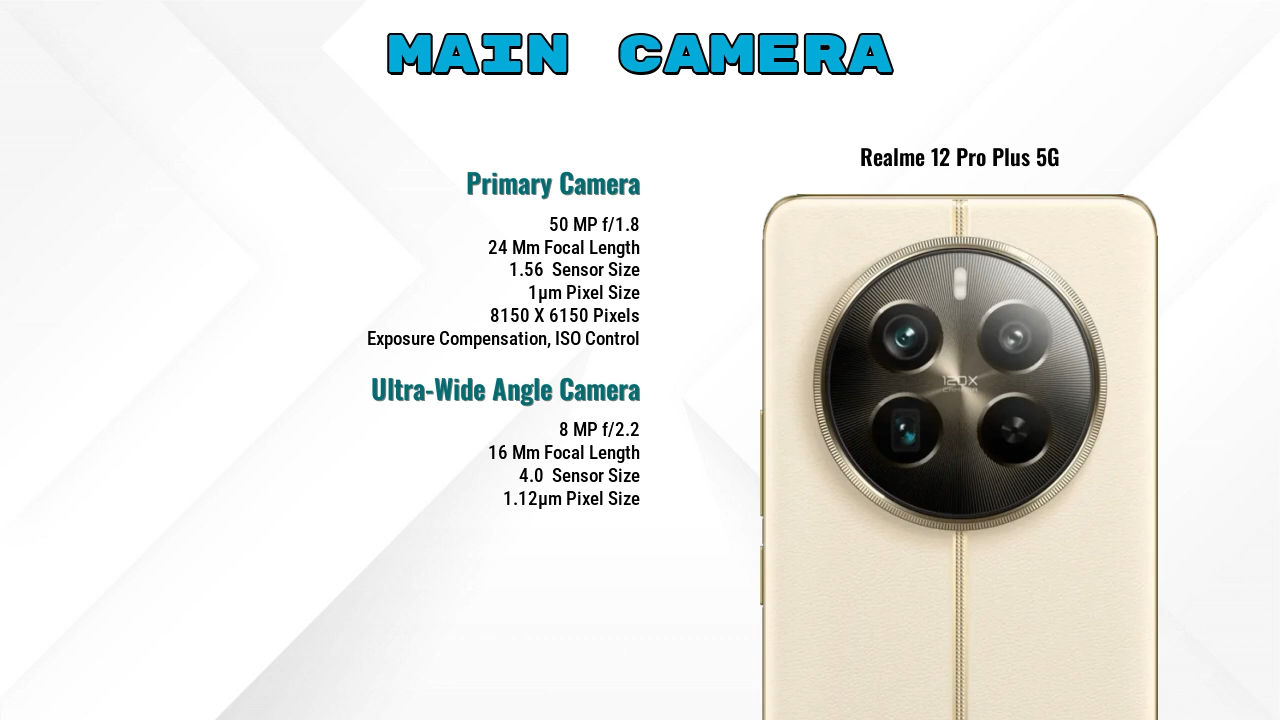 MAIN CAMERA
Realme 12 Pro Plus 5G
Primary Camera
50 MP f/1.8
24 Mm Focal Length
1.56 Sensor Size
1µm Pixel Size
8150 X 6150 Pixels
Exposure Compensation, ISO Control
Ultra-Wide Angle Camera
8 MP f/2.2
16 Mm Focal Length
4.0 Sensor Size
1.12µm Pixel Size
120X